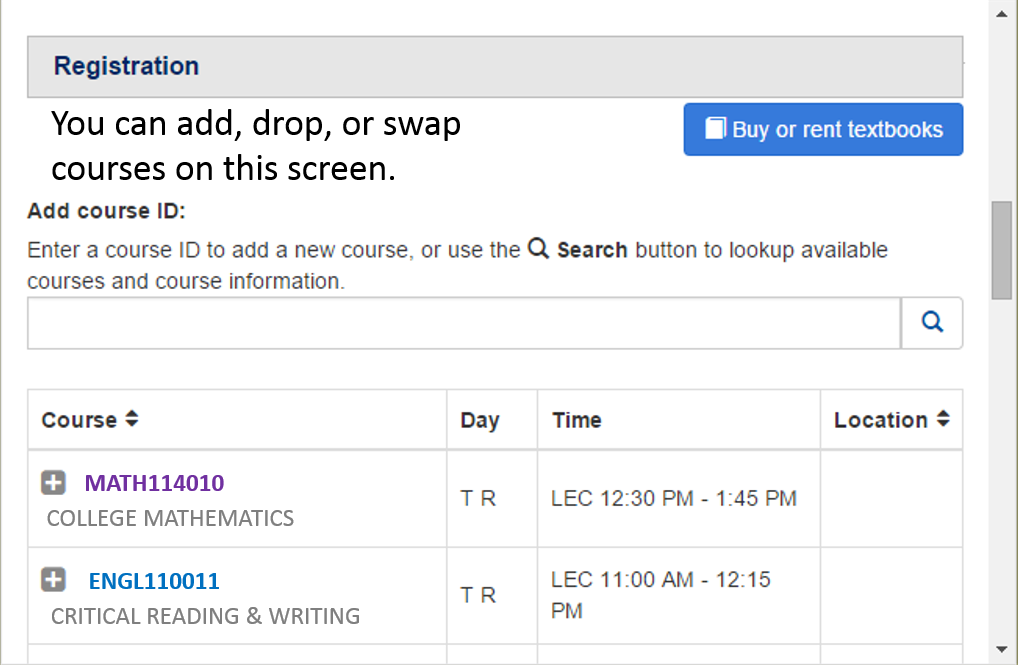 Registration
You can add, drop, or swap
courses on this screen.
Buy or rent textbooks
Add course ID:
Enter a course ID to add a new course, or use the Search button to lookup available
courses and course information.
Course Day Time Location
MATH114010
COLLEGE MATHEMATICS
T R
LEC 12:30 PM - 1:45 PM
ENGL110011
CRITICAL READING & WRITING
T R
LEC 11:00 AM - 12:15
PM